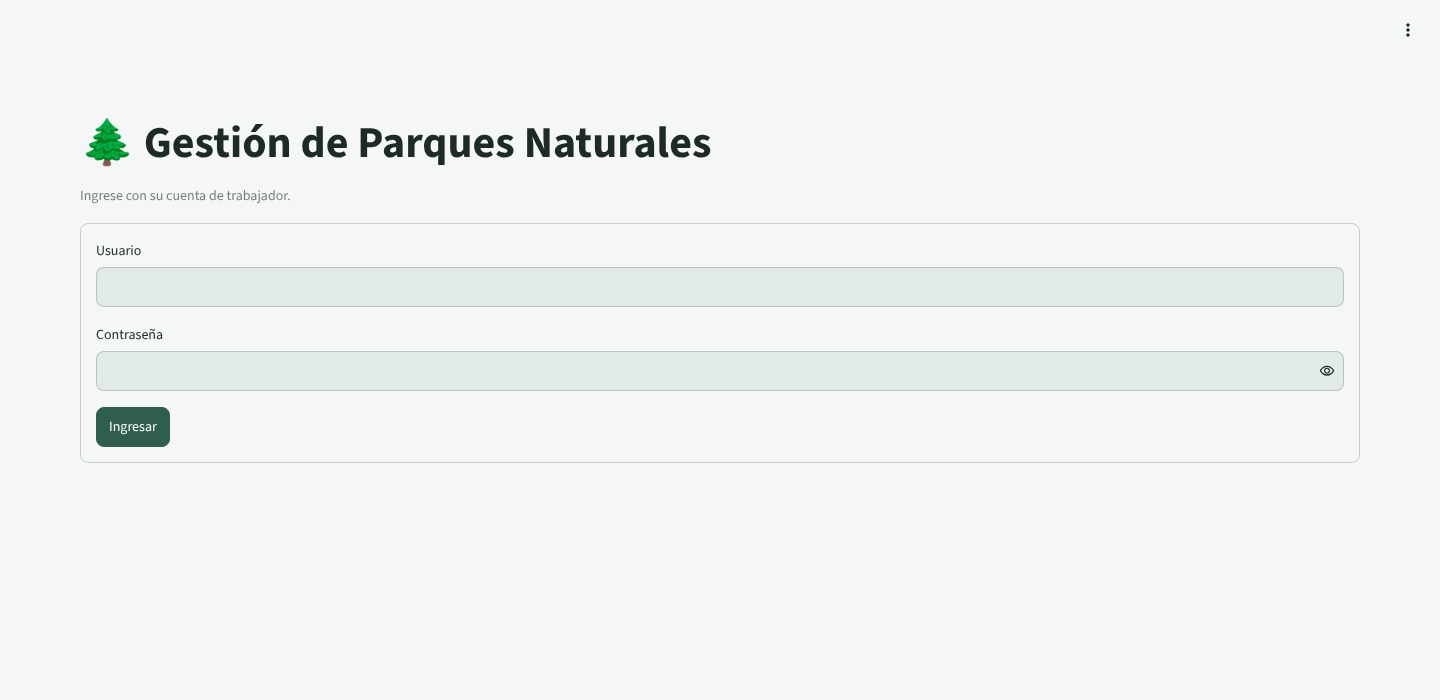 Gestión de Parques Naturales
Ingrese con su cuenta de trabajador.
Usuario
Contraseña
Ingresar